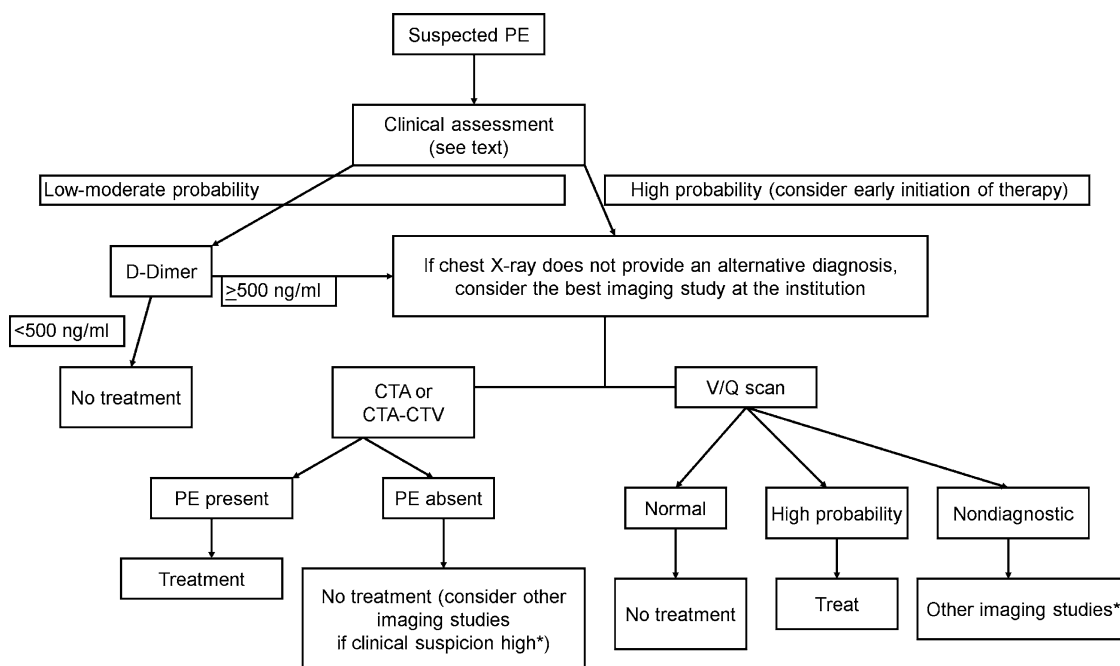 Suspected PE
Clinical assessment
(see text)
Low-moderate probability
High probability (consider early initiation of therapy)
D-Dimer
≥500 ng/ml
If chest X-ray does not provide an alternative diagnosis,
consider the best imaging study at the institution
<500 ng/ml
No treatment
CTA or
CTA-CTV
V/Q scan
PE present
PE absent
Normal
High probability
Nondiagnostic
Treatment
No treatment (consider other
imaging studies
if clinical suspicion high*)
No treatment
Treat
Other imaging studies*